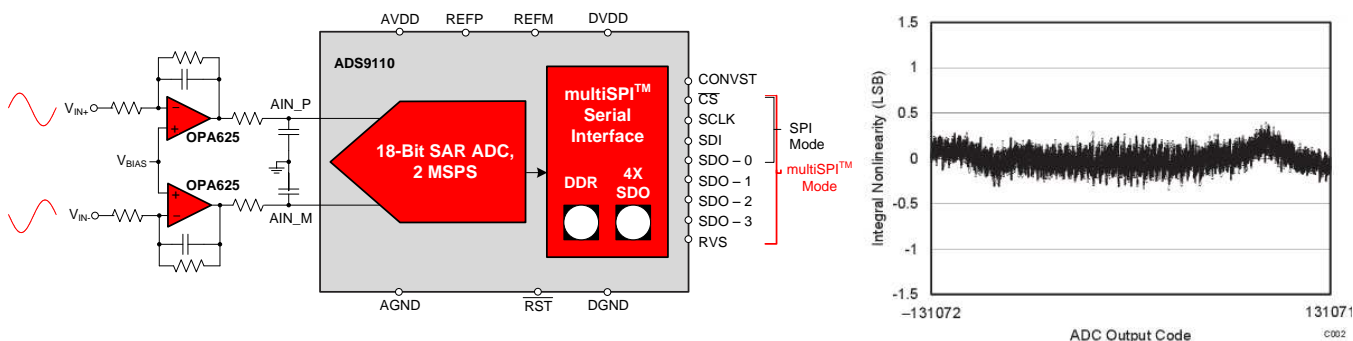 AVDD
REFP
REFM
DVDD
ADS9110
VIN+
OPA625
VBIAS
OPA625
VIN-
AIN_P
AIN_M
18-Bit SAR ADC,
2 MSPS
multiSPI™
Serial
Interface
DDR
4X
SDO
CONVST
CS
SCLK
SDI
SDO – 0
SDO – 1
SDO – 2
SDO – 3
RVS
SPI
Mode
multiSPI™
Mode
AGND
RST
DGND
Integral Nonlinearity (LSB)
1.5
1
0.5
0
-0.5
-1
-1.5
–131072
131071
ADC Output Code
C002